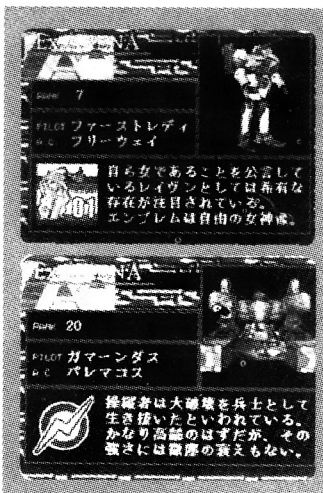 EX ARENA
RANK 7
PILOT ファーストレディ
A.C. フリーウェイ
自ら女であることを公言して
いるレイヴンとしては希有な
存在が注目されている。
エンブレムは自由の女神像。
01
EX ARENA
RANK 20
PILOT ガマーンダス
A.C. パレマコス
操縦者は大破壊を兵士として
生き抜いたといわれている。
かなり高齢のはずだが、その
強さには微塵の衰えもない。